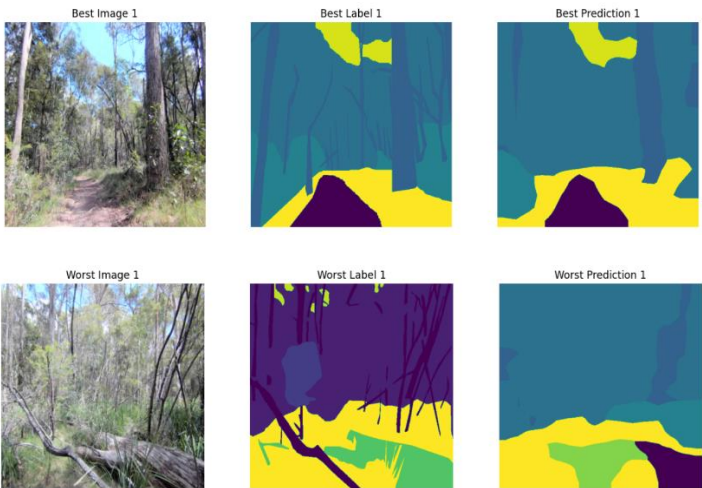 Best Image 1
Best Label 1
Best Prediction 1
Worst Image 1
Worst Label 1
Worst Prediction 1